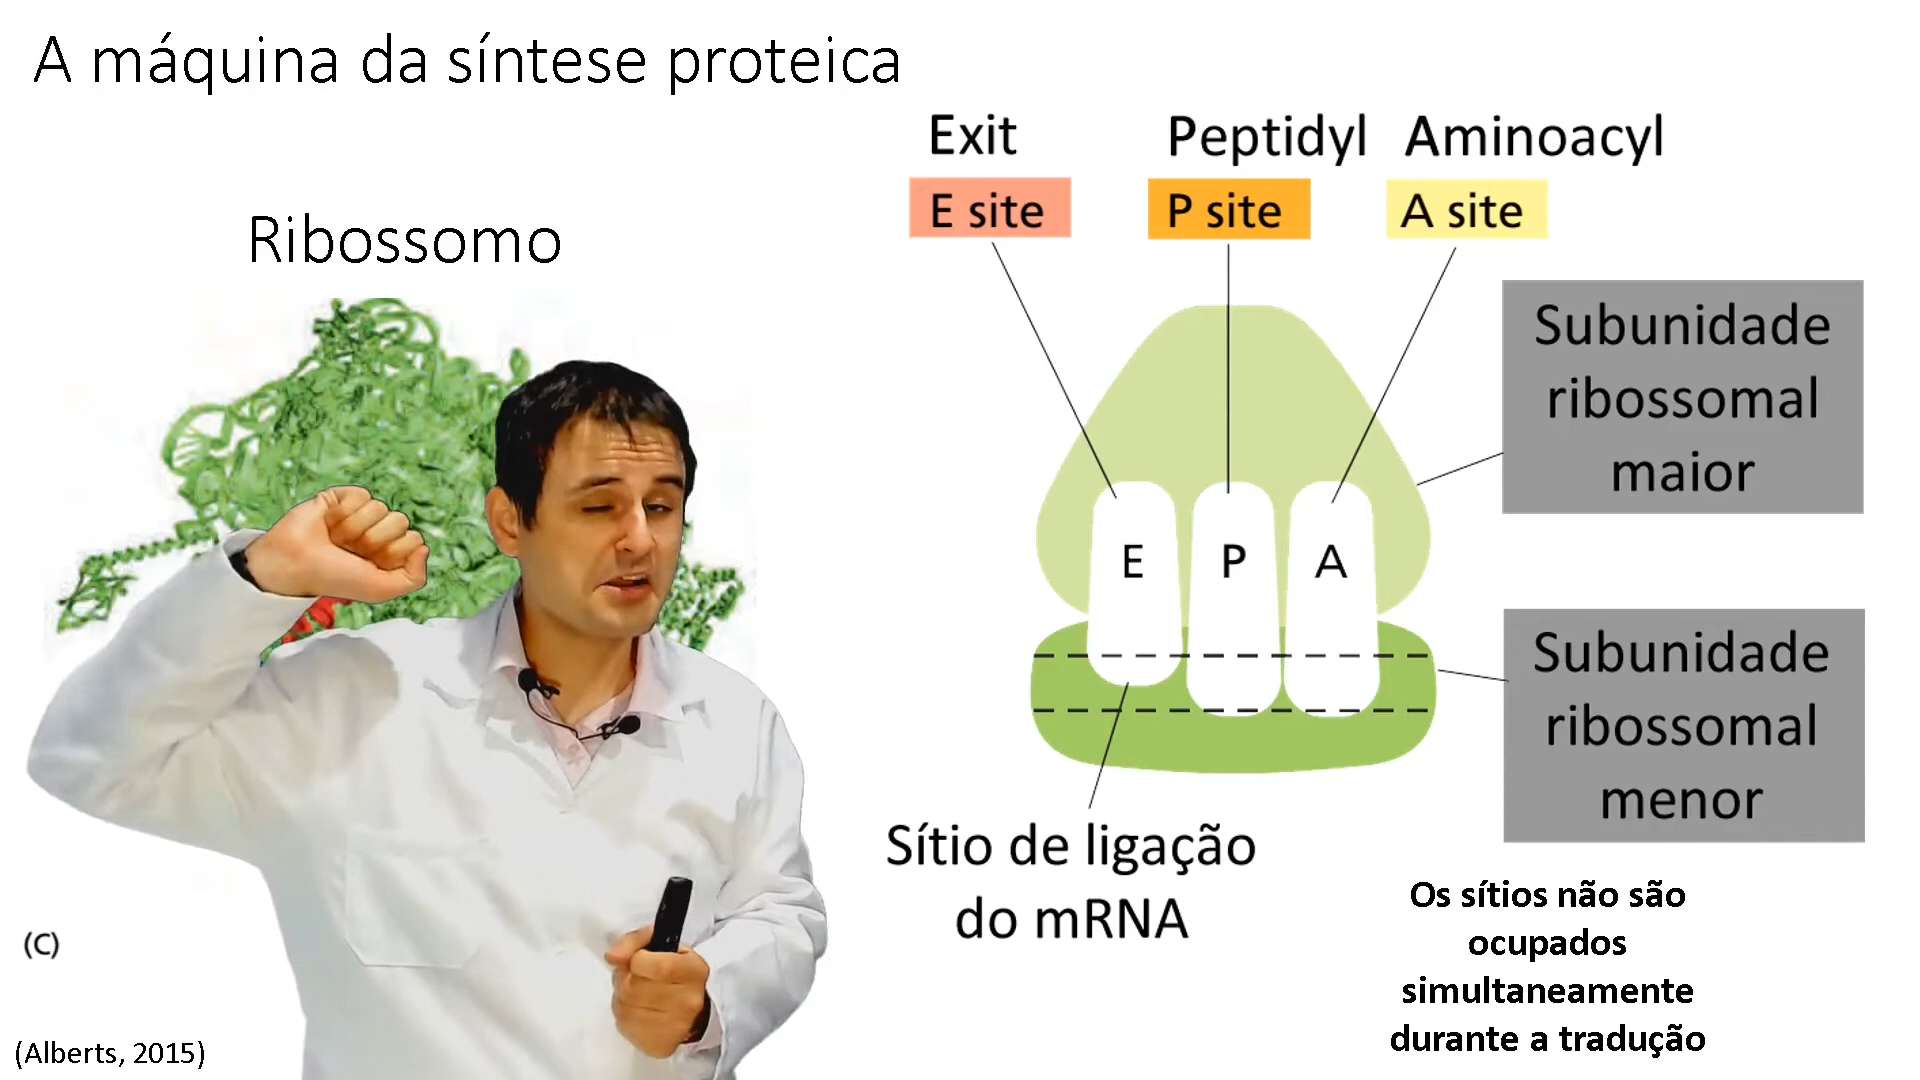 A máquina da síntese proteica
Ribossomo
Exit
Peptidyl
Aminoacyl
E site
P site
A site
Subunidade
ribossomal
maior
E
P
A
Subunidade
ribossomal
menor
Sítio de ligação
do mRNA
Os sítios não são
ocupados
simultaneamente
durante a tradução
(C)
(Alberts, 2015)